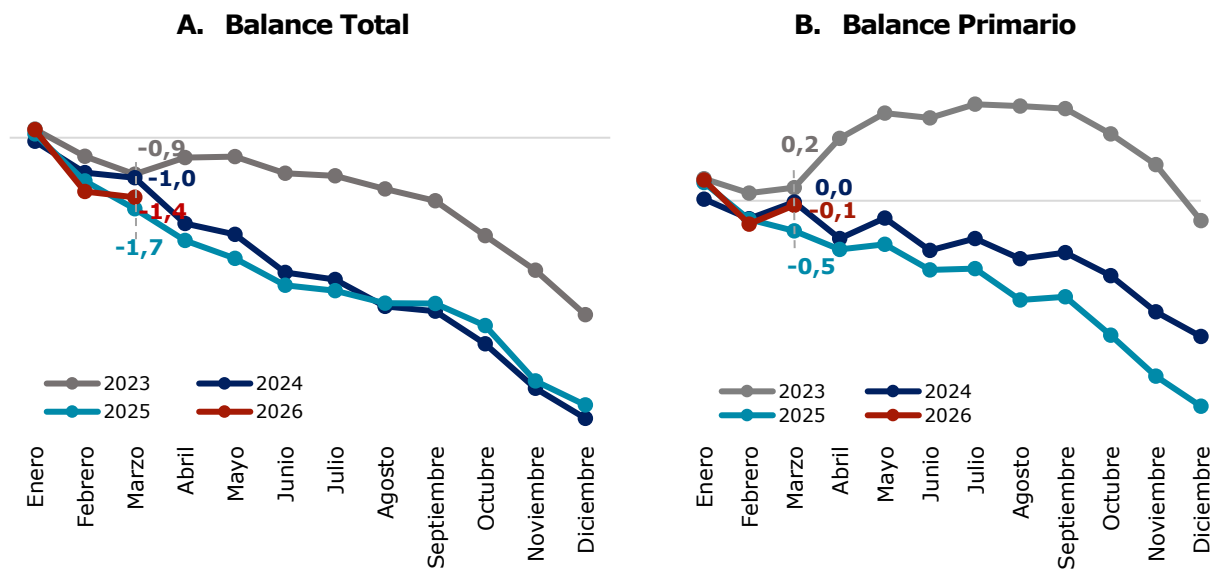 A. Balance Total
-0,9
-1,0
-1,4
-1,7
2023
2024
2025
2026
Enero
Febrero
Marzo
Abril
Mayo
Junio
Julio
Agosto
Septiembre
Octubre
Noviembre
Diciembre
B. Balance Primario
0,2
0,0
-0,1
-0,5
2023
2024
2025
2026
Enero
Febrero
Marzo
Abril
Mayo
Junio
Julio
Agosto
Septiembre
Octubre
Noviembre
Diciembre